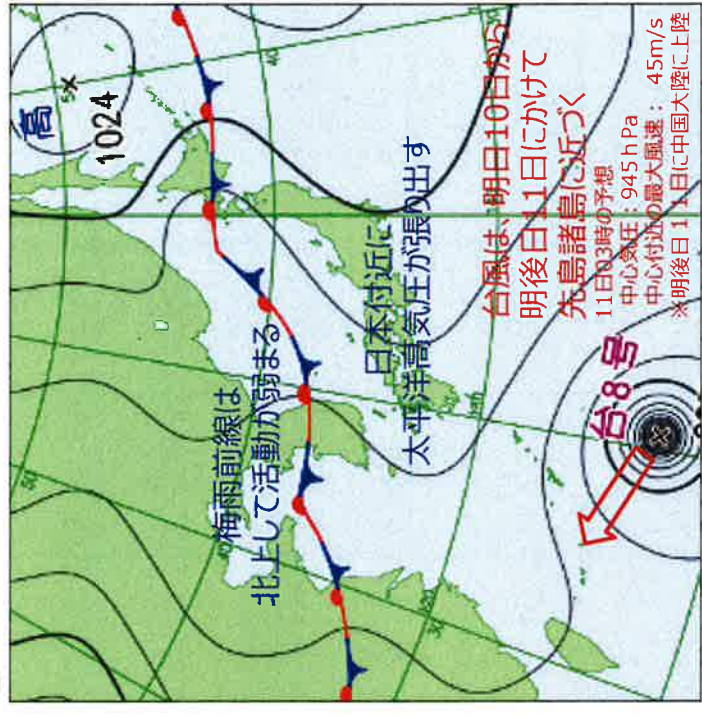 高
1024
梅雨前線は
北上して活動が弱まる
日本付近に
太平洋高気圧が張り出す
台風は、明日10日から
明後日11日にかけて
先島諸島に近づく
11日03時の予想
中心気圧：945hPa
中心付近の最大風速： 45m/s
※明後日11日に中国大陸に上陸
台8号
50
40
40
30